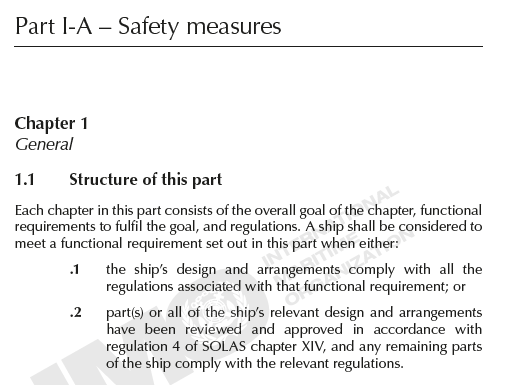 Part I-A – Safety measures
Chapter 1
General
1.1 Structure of this part
Each chapter in this part consists of the overall goal of the chapter, functional
requirements to fulfil the goal, and regulations. A ship shall be considered to
meet a functional requirement set out in this part when either:
.1 the ship's design and arrangements comply with all the
regulations associated with that functional requirement; or
.2 part(s) or all of the ship's relevant design and arrangements
have been reviewed and approved in accordance with
regulation 4 of SOLAS chapter XIV, and any remaining parts
of the ship comply with the relevant regulations.
IMO
INTERNATIONAL
MARITIME
ORGANIZATION